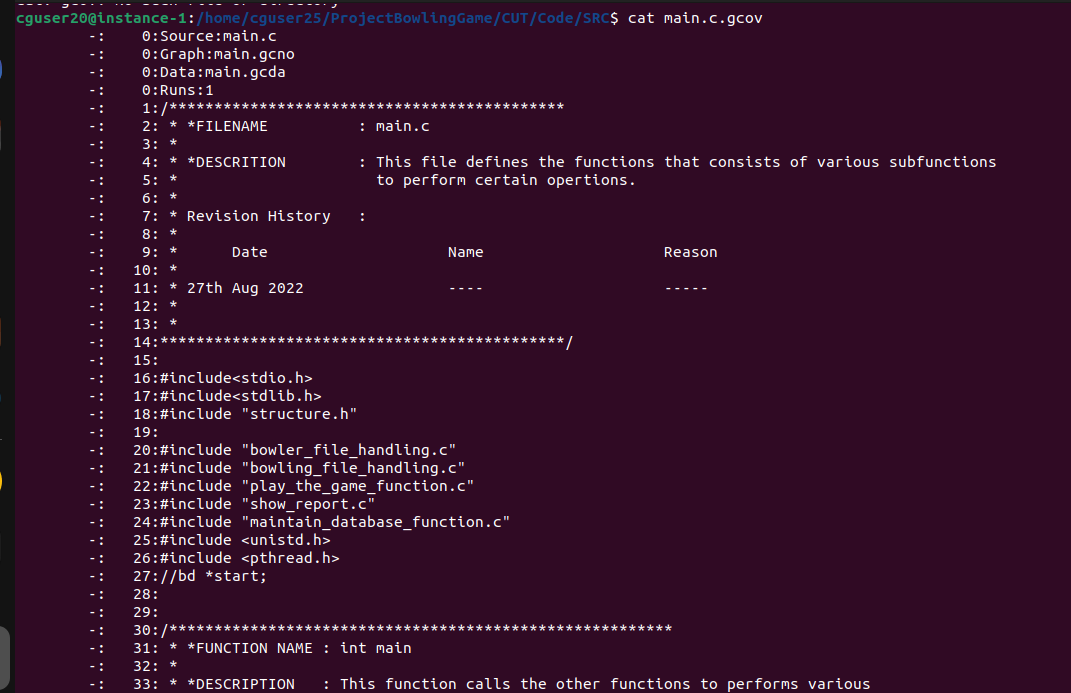 cguser20@instance-1:/home/cguser25/ProjectBowlingGame/CUT/Code/SRC$ cat main.c.gcov
        -:    0:Source:main.c
        -:    0:Graph:main.gcno
        -:    0:Data:main.gcda
        -:    0:Runs:1
        -:    1:/********************************************
        -:    2: * *FILENAME          : main.c
        -:    3: *
        -:    4: * *DESCRITION        : This file defines the functions that consists of various subfunctions
        -:    5: *                      to perform certain opertions.
        -:    6: *
        -:    7: * Revision History   :
        -:    8: *
        -:    9: *      Date                    Name                    Reason
        -:   10: *
        -:   11: * 27th Aug 2022                ----                    -----
        -:   12: *
        -:   13: *
        -:   14:*********************************************/
        -:   15:
        -:   16:#include<stdio.h>
        -:   17:#include<stdlib.h>
        -:   18:#include "structure.h"
        -:   19:
        -:   20:#include "bowler_file_handling.c"
        -:   21:#include "bowling_file_handling.c"
        -:   22:#include "play_the_game_function.c"
        -:   23:#include "show_report.c"
        -:   24:#include "maintain_database_function.c"
        -:   25:#include <unistd.h>
        -:   26:#include <pthread.h>
        -:   27://bd *start;
        -:   28:
        -:   29:
        -:   30:/********************************************************
        -:   31: * *FUNCTION NAME : int main
        -:   32: *
        -:   33: * *DESCRIPTION   : This function calls the other functions to performs various